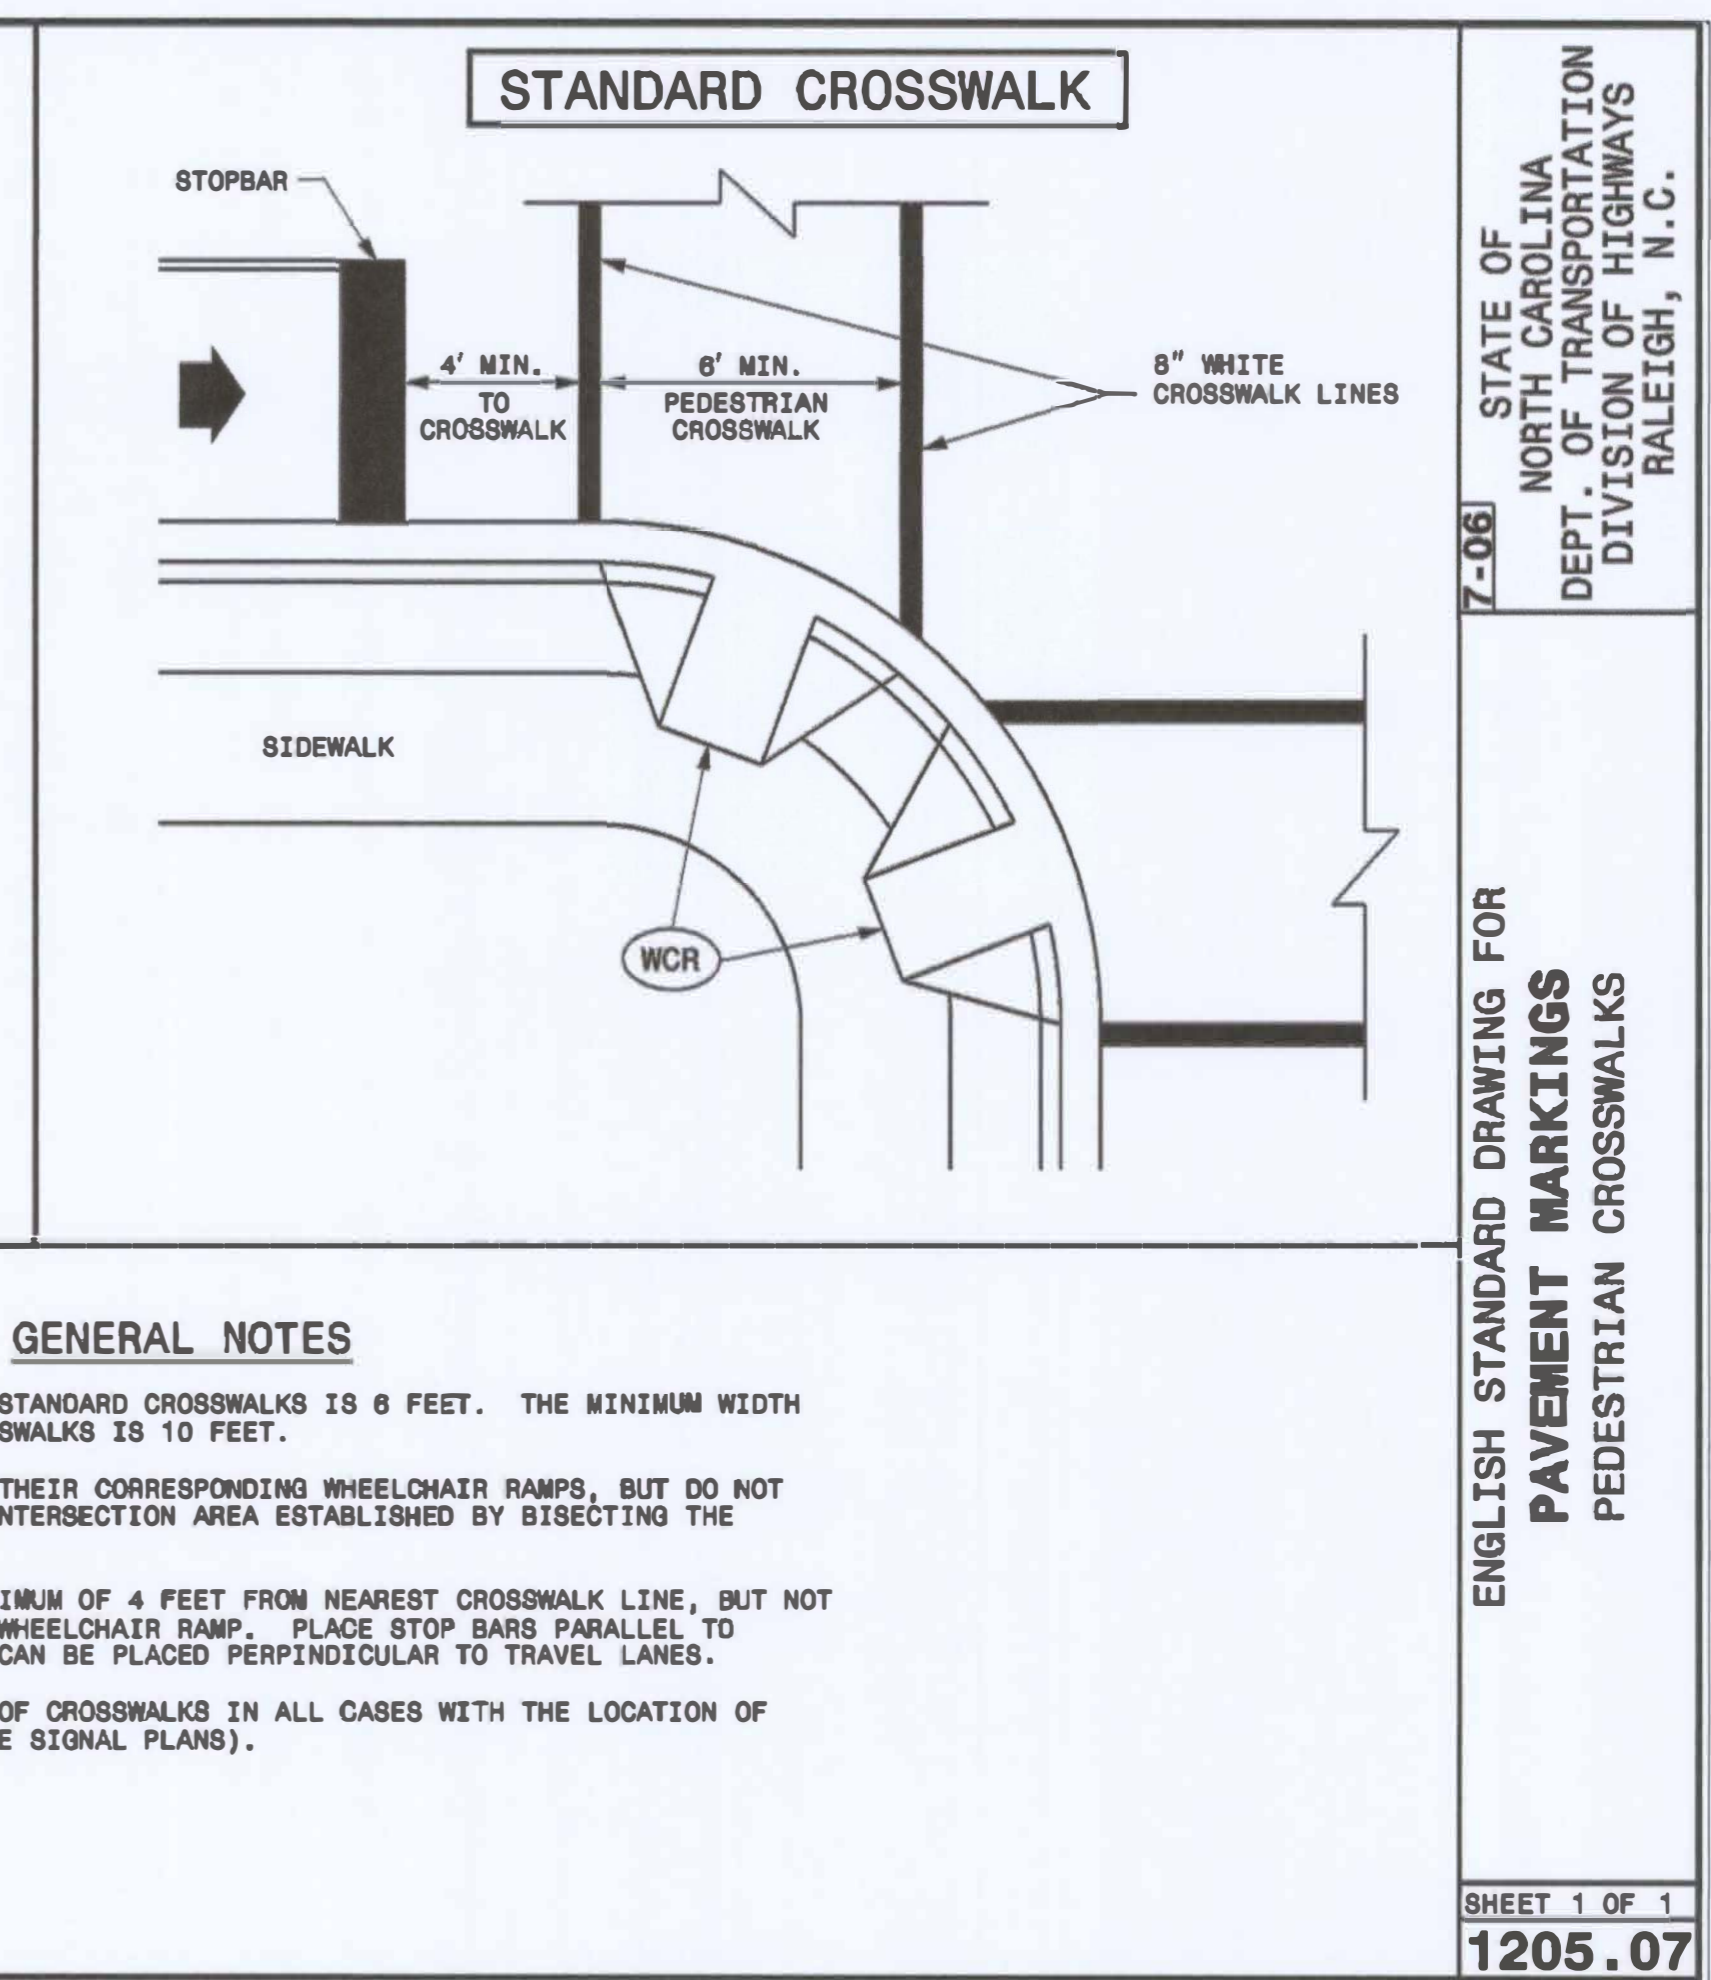 STANDARD CROSSWALK
STOPBAR
4' MIN.
TO
CROSSWALK
6' MIN.
PEDESTRIAN
CROSSWALK
8" WHITE
CROSSWALK LINES
SIDEWALK
WCR
GENERAL NOTES
STANDARD CROSSWALKS IS 6 FEET. THE MINIMUM WIDTH
SWALKS IS 10 FEET.
THEIR CORRESPONDING WHEELCHAIR RAMPS, BUT DO NOT
NTERSECTION AREA ESTABLISHED BY BISECTING THE
IMUM OF 4 FEET FROM NEAREST CROSSWALK LINE, BUT NOT
WHEELCHAIR RAMP. PLACE STOP BARS PARALLEL TO
CAN BE PLACED PERPINDICULAR TO TRAVEL LANES.
OF CROSSWALKS IN ALL CASES WITH THE LOCATION OF
E SIGNAL PLANS).
STATE OF
NORTH CAROLINA
DEPT. OF TRANSPORTATION
DIVISION OF HIGHWAYS
RALEIGH, N.C.
7-06
ENGLISH STANDARD DRAWING FOR
PAVEMENT MARKINGS
PEDESTRIAN CROSSWALKS
SHEET 1 OF 1
1205.07